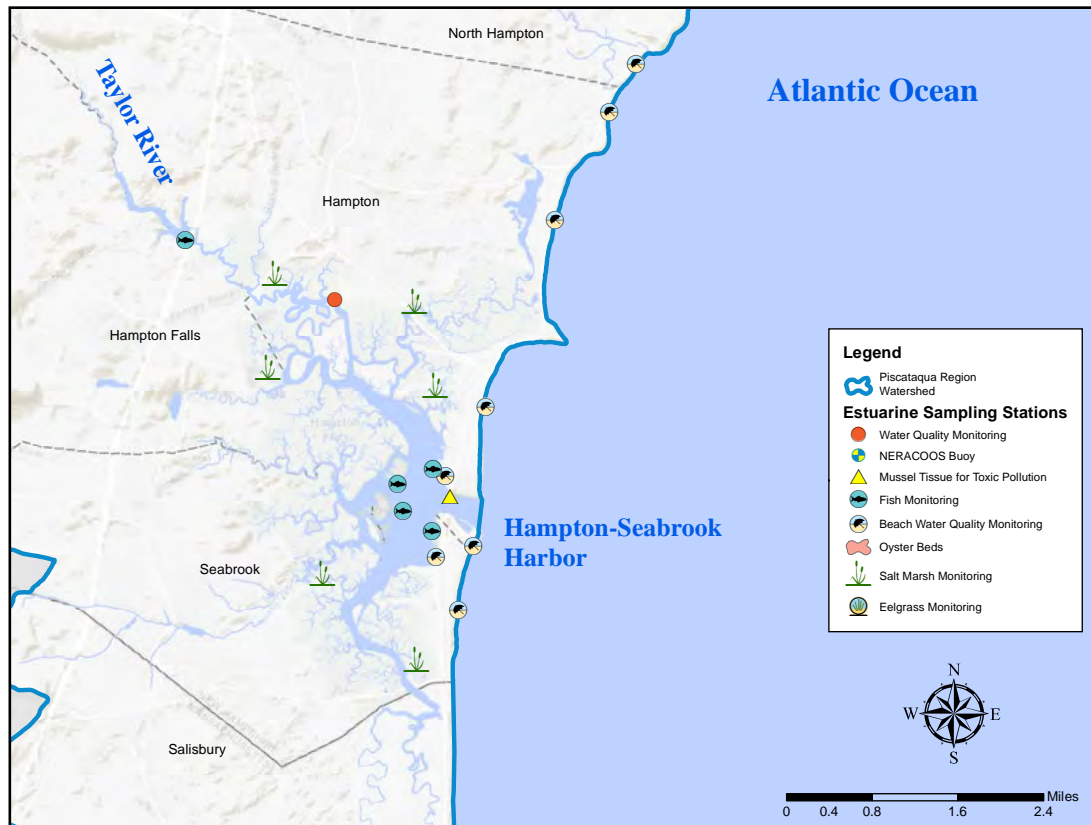 North Hampton
Taylor River
Atlantic Ocean
Hampton
Hampton Falls
Legend
Piscataqua Region
Watershed
Estuarine Sampling Stations
Water Quality Monitoring
NERACOOS Buoy
Mussel Tissue for Toxic Pollution
Fish Monitoring
Beach Water Quality Monitoring
Oyster Beds
Salt Marsh Monitoring
Eelgrass Monitoring
Hampton-Seabrook
Harbor
Seabrook
Salisbury
N
W E
S
Miles
0 0.4 0.8 1.6 2.4